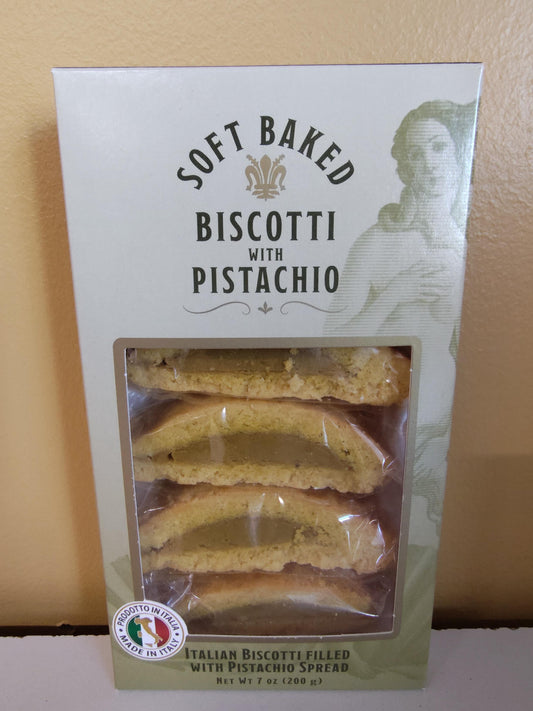 SOFT BAKED
BISCOTTI
WITH
PISTACHIO
PRODOTTO IN ITALIA
MADE IN ITALY
ITALIAN BISCOTTI FILLED
WITH PISTACHIO SPREAD
NET WT 7 OZ (200 g)